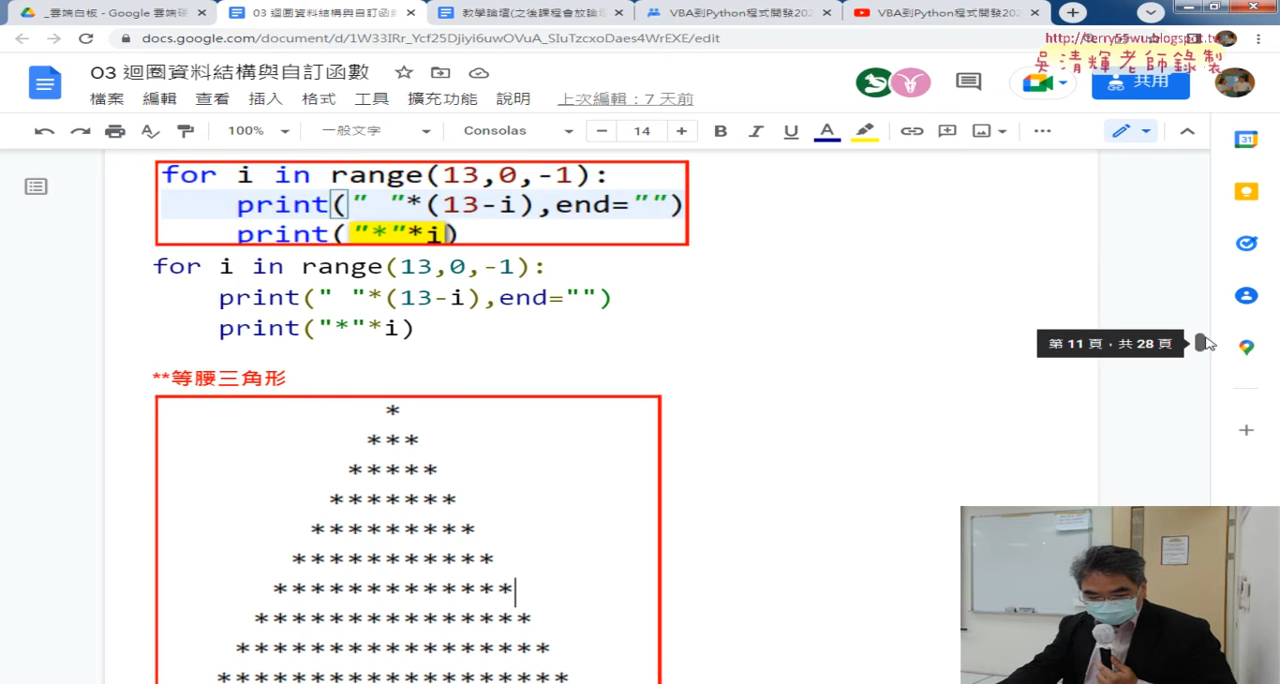 _雲端白板 - Google 雲端硬
03 迴圈資料結構與自訂函數
教學論壇(之後課程會放論壇
VBA到Python程式開發202
VBA到Python程式開發202
docs.google.com/document/d/1W33IRr_Ycf25Djiyi6uwOVuA_SIuTzcxoDaes4WrEXE/edit
http://terry55wu.blogspot.tw
吳清輝老師錄製
03 迴圈資料結構與自訂函數
共用
檔案 編輯 查看 插入 格式 工具 擴充功能 說明 上次編輯：7 天前
100% 一般文字 Consolas 14 B I U A
31
for i in range(13,0,-1):
print(" "*(13-i),end="")
print("*"*i)
for i in range(13,0,-1):
print(" "*(13-i),end="")
print("*"*i)
第 11 頁，共 28 頁
**等腰三角形
*
***
*****
*******
*********
***********
*************
***************
*****************
*******************